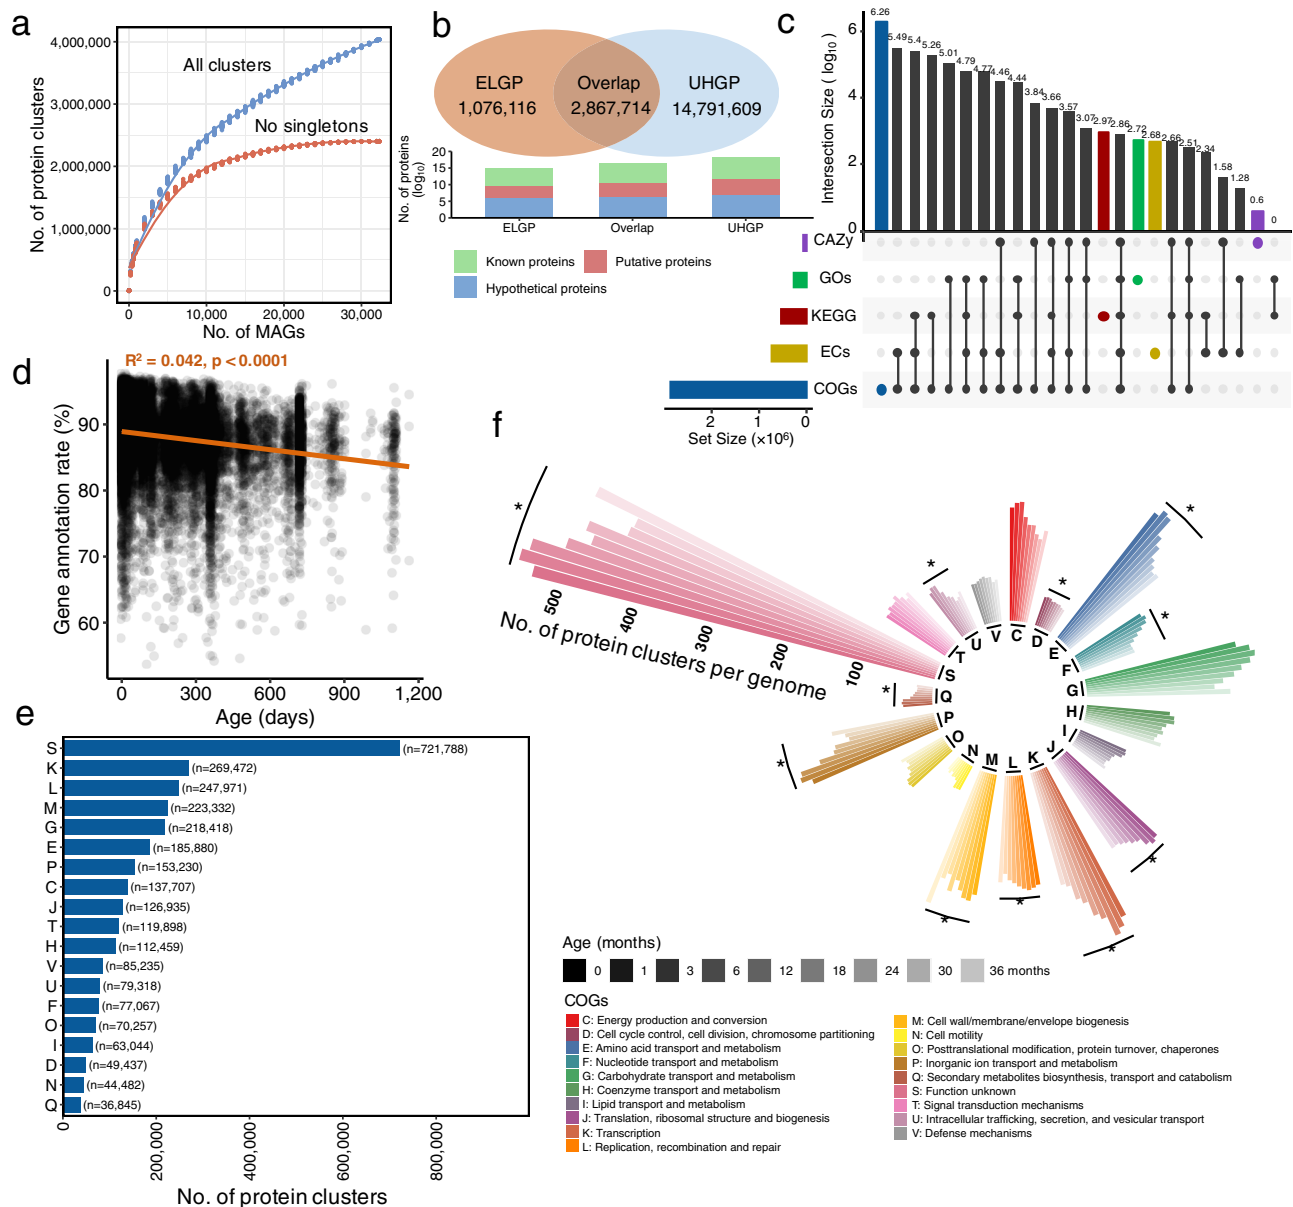 a
4,000,000
3,000,000
2,000,000
1,000,000
0
No. of protein clusters
All clusters
No singletons
0
10,000
20,000
30,000
No. of MAGs
b
ELGP
1,076,116
Overlap
2,867,714
UHGP
14,791,609
No. of proteins
(log10)
20
15
10
5
0
ELGP
Overlap
UHGP
Known proteins
Putative proteins
Hypothetical proteins
c
Intersection Size (log10)
6
4
2
0
6.26
5.49
5.4
5.26
5.01
4.79
4.77
4.46
4.44
3.84
3.66
3.57
3.07
2.97
2.86
2.72
2.68
2.66
2.51
2.34
1.58
1.28
0.6
0
CAZy
GOs
KEGG
ECs
COGs
2
1
0
Set Size (×10⁶)
d
R² = 0.042, p < 0.0001
Gene annotation rate (%)
90
80
70
60
0
300
600
900
1,200
Age (days)
e
S
(n=721,788)
K
(n=269,472)
L
(n=247,971)
M
(n=223,332)
G
(n=218,418)
E
(n=185,880)
P
(n=153,230)
C
(n=137,707)
J
(n=126,935)
T
(n=119,898)
H
(n=112,459)
V
(n=85,235)
U
(n=79,318)
F
(n=77,067)
O
(n=70,257)
I
(n=63,044)
D
(n=49,437)
N
(n=44,482)
Q
(n=36,845)
0
200,000
400,000
600,000
800,000
No. of protein clusters
f
*
*
*
*
*
*
*
*
*
*
*
500
400
300
200
100
No. of protein clusters per genome
C
D
E
F
G
H
I
J
K
L
M
N
O
P
Q
S
T
U
V
Age (months)
0
1
3
6
12
18
24
30
36 months
COGs
C: Energy production and conversion
D: Cell cycle control, cell division, chromosome partitioning
E: Amino acid transport and metabolism
F: Nucleotide transport and metabolism
G: Carbohydrate transport and metabolism
H: Coenzyme transport and metabolism
I: Lipid transport and metabolism
J: Translation, ribosomal structure and biogenesis
K: Transcription
L: Replication, recombination and repair
M: Cell wall/membrane/envelope biogenesis
N: Cell motility
O: Posttranslational modification, protein turnover, chaperones
P: Inorganic ion transport and metabolism
Q: Secondary metabolites biosynthesis, transport and catabolism
S: Function unknown
T: Signal transduction mechanisms
U: Intracellular trafficking, secretion, and vesicular transport
V: Defense mechanisms